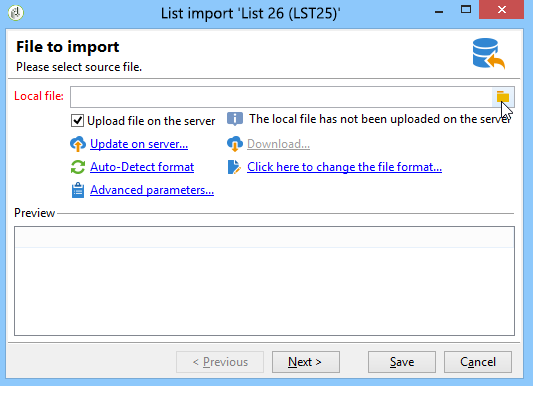 List import 'List 26 (LST25)'
File to import
Please select source file.
Local file:
Upload file on the server
The local file has not been uploaded on the server
Update on server...
Download...
Auto-Detect format
Click here to change the file format...
Advanced parameters...
Preview
< Previous
Next >
Save
Cancel